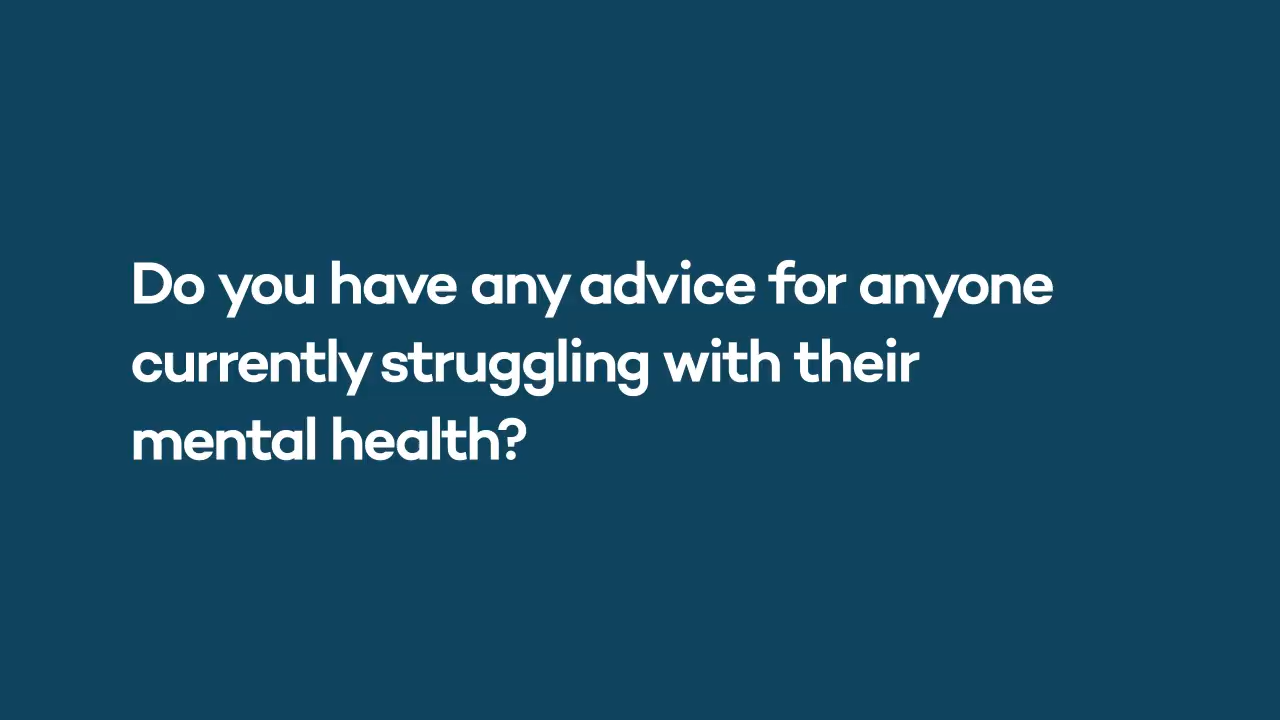 Do you have any advice for anyone
currently struggling with their
mental health?